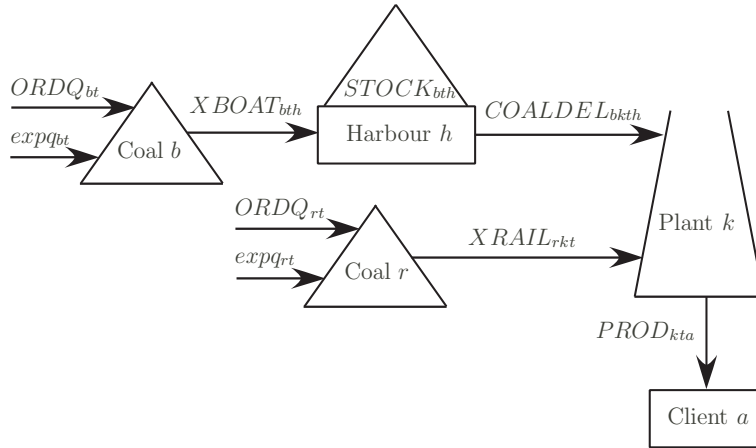 ORDQ_bt
expq_bt
Coal b
XBOAT_bth
STOCK_bth
Harbour h
COALDEL_bkth
ORDQ_rt
expq_rt
Coal r
XRAIL_rkt
Plant k
PROD_kta
Client a